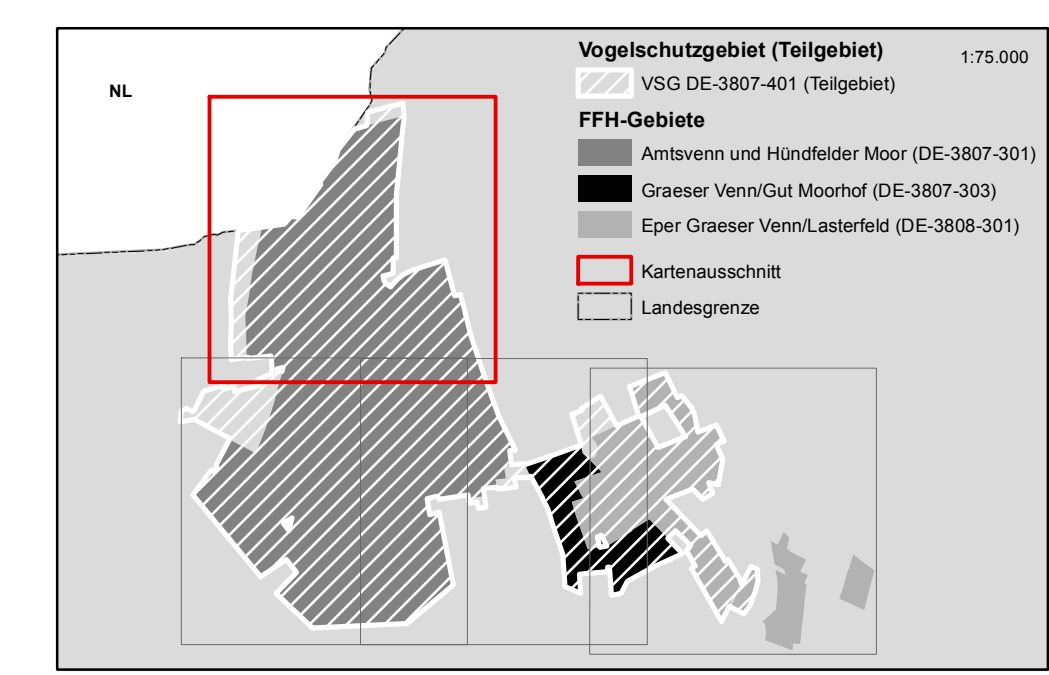 Vogelschutzgebiet (Teilgebiet)
1:75.000
NL
VSG DE-3807-401 (Teilgebiet)
FFH-Gebiete
Amtsvenn und Hündfelder Moor (DE-3807-301)
Graeser Venn/Gut Moorhof (DE-3807-303)
Eper Graeser Venn/Lasterfeld (DE-3808-301)
Kartenausschnitt
Landesgrenze